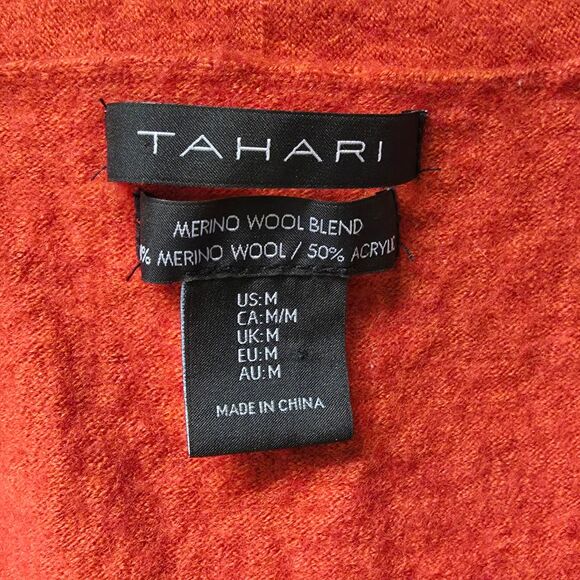 TAHARI
MERINO WOOL BLEND
% MERINO WOOL / 50% ACRYLIC
US:M
CA:M/M
UK:M
EU:M
AU:M
MADE IN CHINA